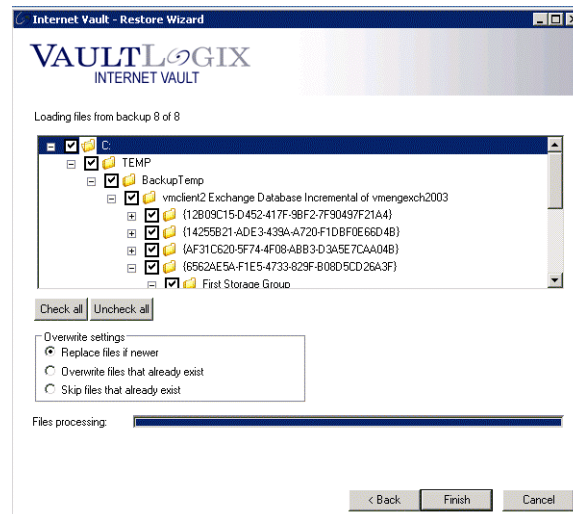 Internet Vault - Restore Wizard
VAULTLOGIX
INTERNET VAULT
Loading files from backup 8 of 8
C:
TEMP
BackupTemp
vmclient2 Exchange Database Incremental of vmengexch2003
{12B09C15-D452-417F-9BF2-7F90497F21A4}
{14255B21-ADE3-439A-A720-F1DBF0E66D4B}
{AF31C620-5F74-4F08-ABB3-D3A5E7CAA04B}
{6562AE5A-F1E5-4733-829F-B08D5CD26A3F}
First Storage Group
Check all Uncheck all
Overwrite settings
Replace files if newer
Overwrite files that already exist
Skip files that already exist
Files processing:
< Back Finish Cancel